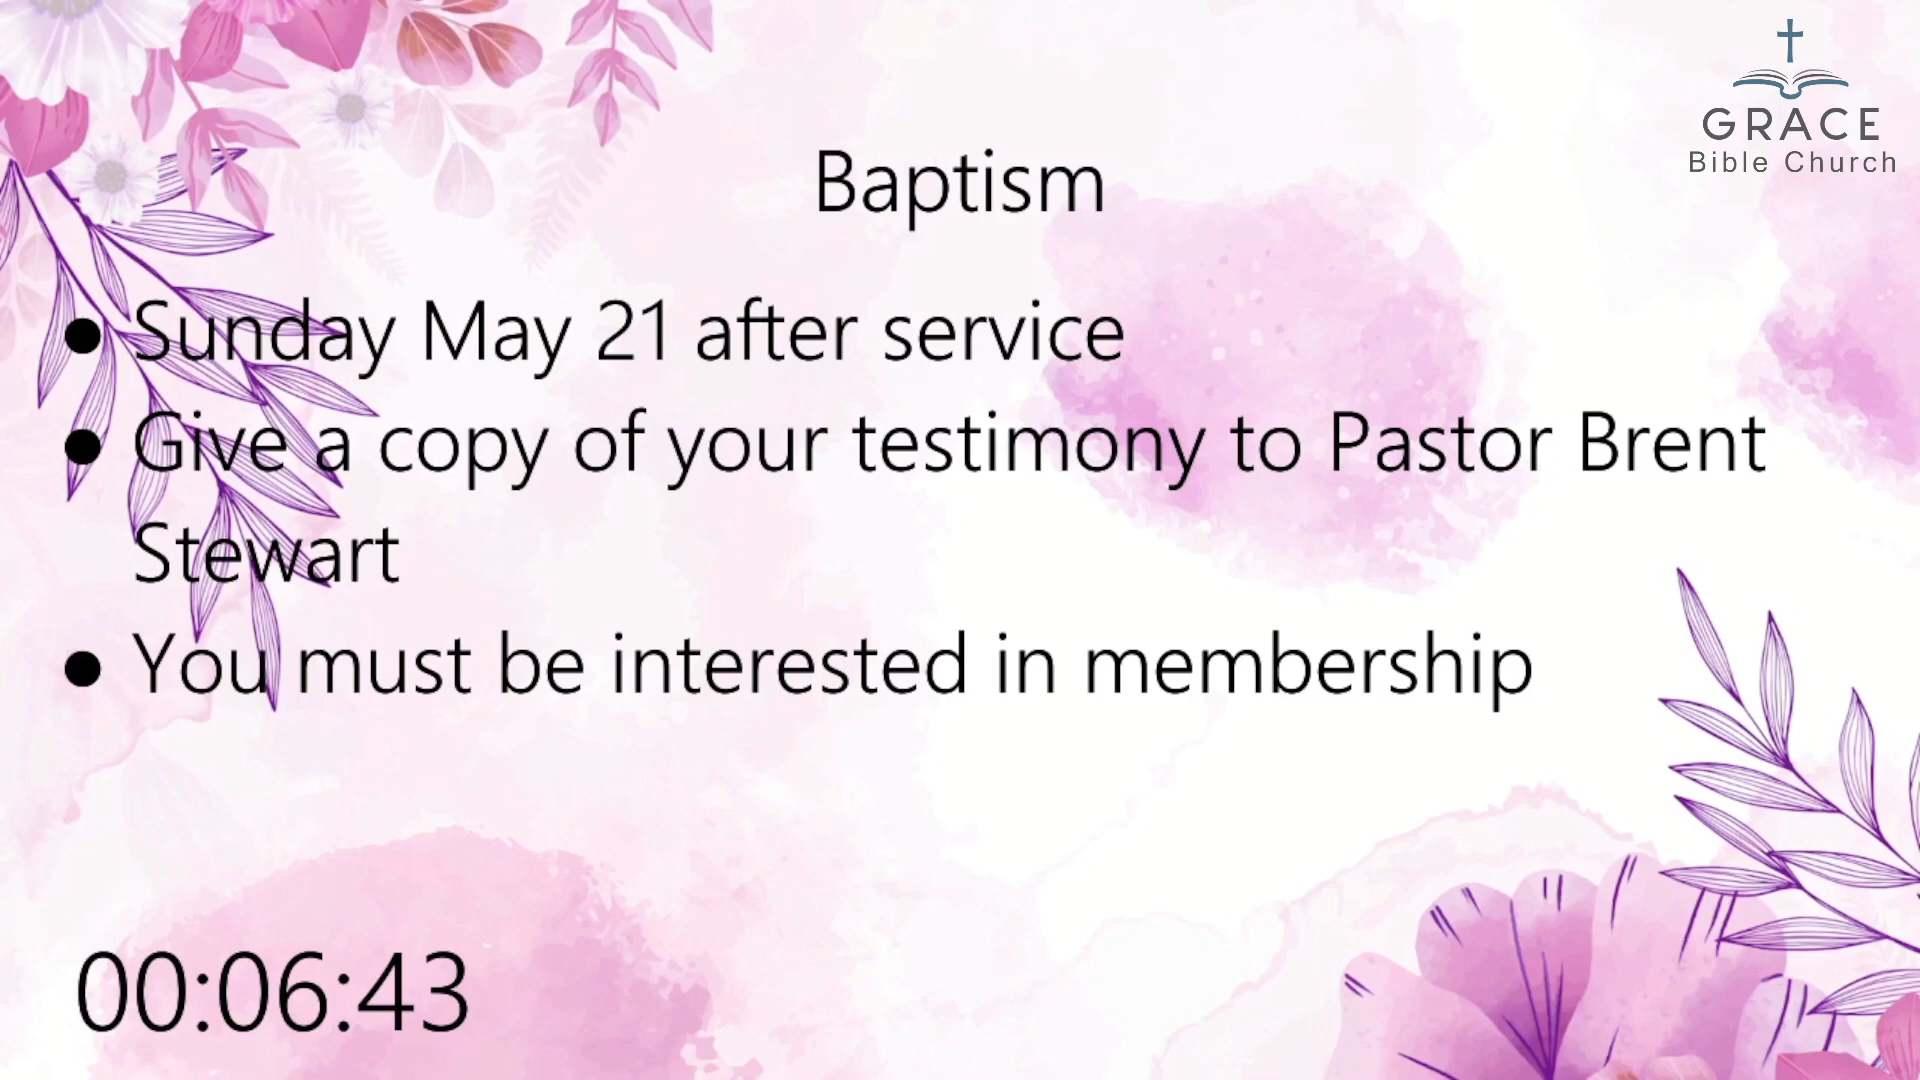 GRACE
Bible Church
Baptism
● Sunday May 21 after service
● Give a copy of your testimony to Pastor Brent
Stewart
● You must be interested in membership
00:06:43